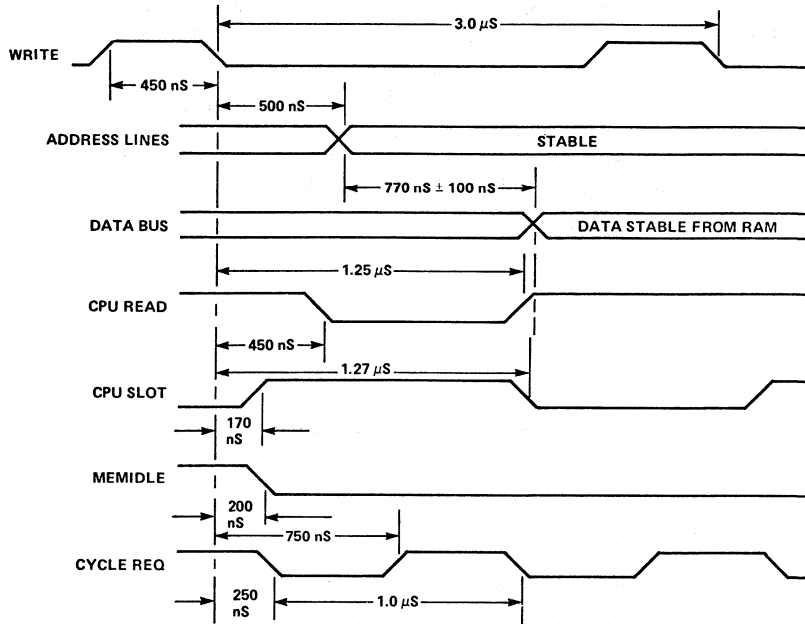 3.0 µS
WRITE
450 nS
500 nS
ADDRESS LINES
STABLE
770 nS ± 100 nS
DATA BUS
DATA STABLE FROM RAM
1.25 µS
CPU READ
450 nS
1.27 µS
CPU SLOT
170
nS
MEMIDLE
200
nS
750 nS
CYCLE REQ
250
nS
1.0 µS